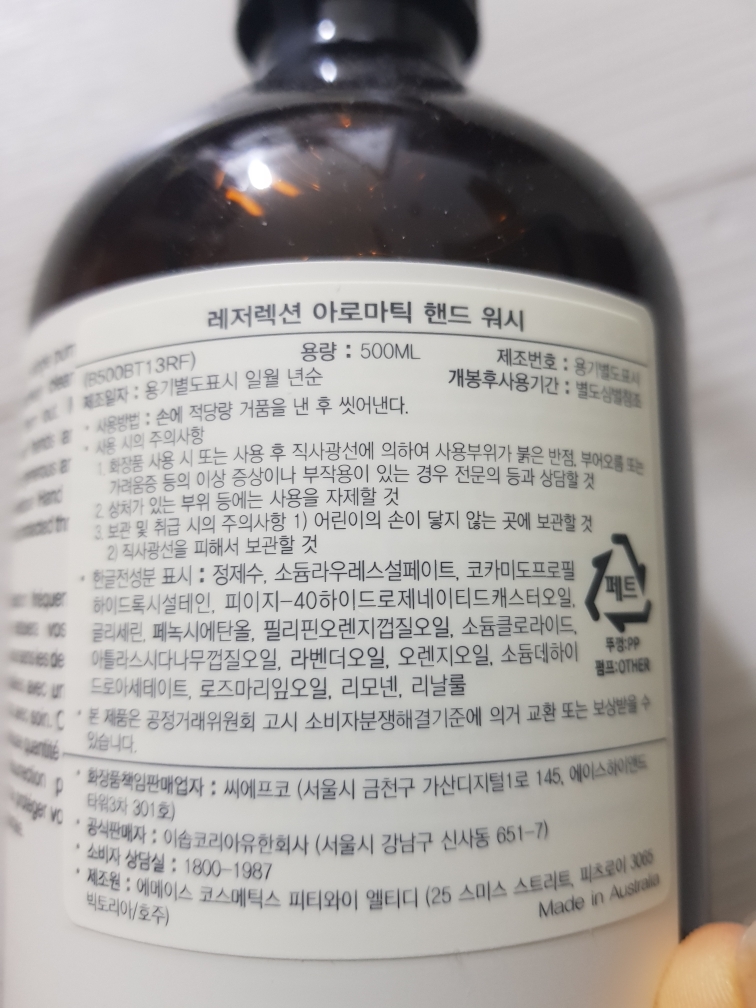 레저렉션 아로마틱 핸드 워시
(B500BT13RF) 용량 : 500ML 제조번호 : 용기별도표시
제조일자 : 용기별도표시 일월 년순 개봉후사용기간 : 별도라벨참조
• 사용방법 : 손에 적당량 거품을 낸 후 씻어낸다.
• 사용 시의 주의사항
1. 화장품 사용 시 또는 사용 후 직사광선에 의하여 사용부위가 붉은 반점, 부어오름 또는
가려움증 등의 이상 증상이나 부작용이 있는 경우 전문의 등과 상담할 것
2. 상처가 있는 부위 등에는 사용을 자제할 것
3. 보관 및 취급 시의 주의사항 1) 어린이의 손이 닿지 않는 곳에 보관할 것
2) 직사광선을 피해서 보관할 것
• 한글전성분 표시 : 정제수, 소듐라우레스설페이트, 코카미도프로필
하이드록시설테인, 피이지-40하이드로제네이티드캐스터오일,
글리세린, 페녹시에탄올, 필리핀오렌지껍질오일, 소듐클로라이드,
아틀라스시다나무껍질오일, 라벤더오일, 오렌지오일, 소듐데하이
드로아세테이트, 로즈마리잎오일, 리모넨, 리날룰
페트
뚜껑:PP
펌프:OTHER
• 본 제품은 공정거래위원회 고시 소비자분쟁해결기준에 의거 교환 또는 보상받을 수
있습니다.
• 화장품책임판매업자 : 씨에프코 (서울시 금천구 가산디지털1로 145, 에이스하이엔드
타워3차 301호)
• 공식판매자 : 이솝코리아유한회사 (서울시 강남구 신사동 651-7)
• 소비자 상담실 : 1800-1987
• 제조원 : 에메이스 코스메틱스 피티와이 엘티디 (25 스미스 스트리트, 피츠로이 3065
빅토리아/호주) Made in Australia